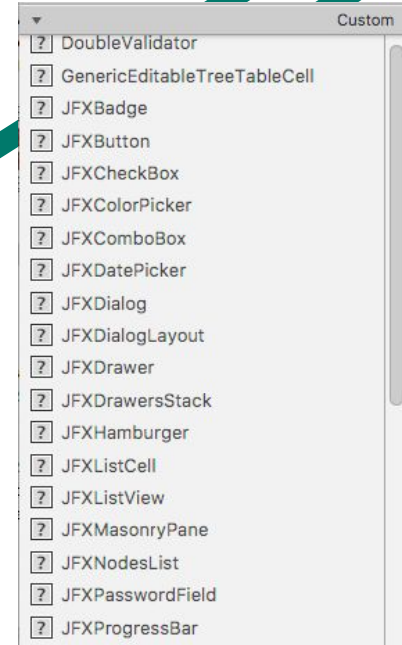 Custom
? DoubleValidator
? GenericEditableTreeTableCell
? JFXBadge
? JFXButton
? JFXCheckBox
? JFXColorPicker
? JFXComboBox
? JFXDatePicker
? JFXDialog
? JFXDialogLayout
? JFXDrawer
? JFXDrawersStack
? JFXHamburger
? JFXListCell
? JFXListView
? JFXMasonryPane
? JFXNodesList
? JFXPasswordField
? JFXProgressBar